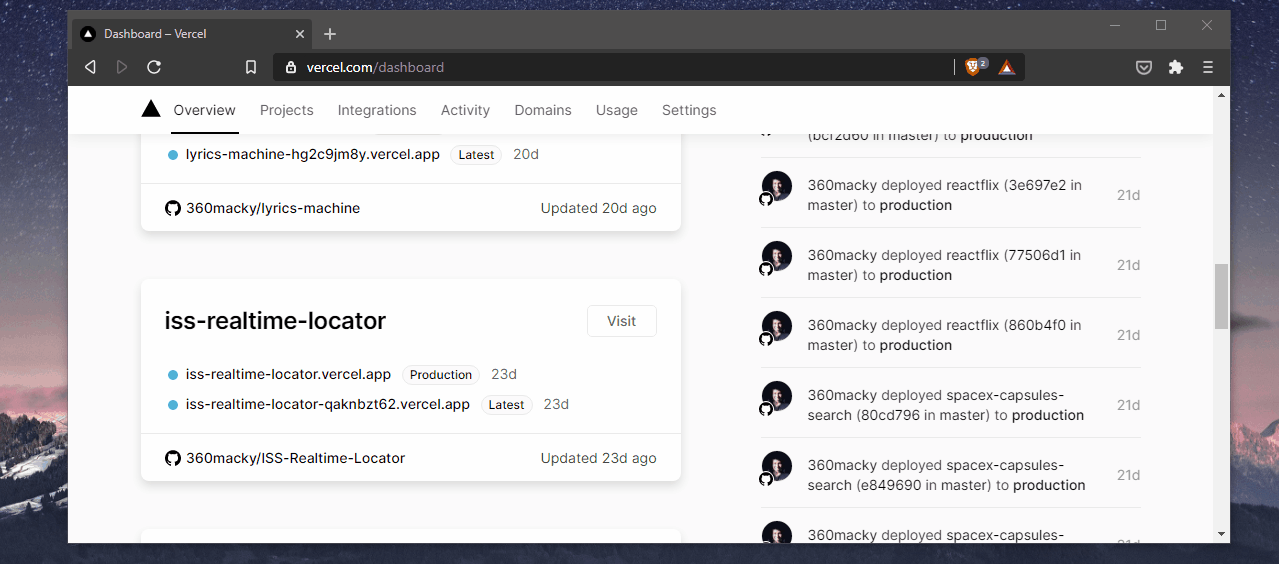 Dashboard – Vercel
vercel.com/dashboard
2
Overview Projects Integrations Activity Domains Usage Settings
lyrics-machine-hg2c9jm8y.vercel.app Latest 20d
360macky/lyrics-machine Updated 20d ago
iss-realtime-locator Visit
iss-realtime-locator.vercel.app Production 23d
iss-realtime-locator-qaknbzt62.vercel.app Latest 23d
360macky/ISS-Realtime-Locator Updated 23d ago
(bcf2d60 in master) to production
360macky deployed reactflix (3e697e2 in
master) to production
21d
360macky deployed reactflix (77506d1 in
master) to production
21d
360macky deployed reactflix (860b4f0 in
master) to production
21d
360macky deployed spacex-capsules-
search (80cd796 in master) to production
21d
360macky deployed spacex-capsules-
search (e849690 in master) to production
21d
360macky deployed spacex-capsules-
21d